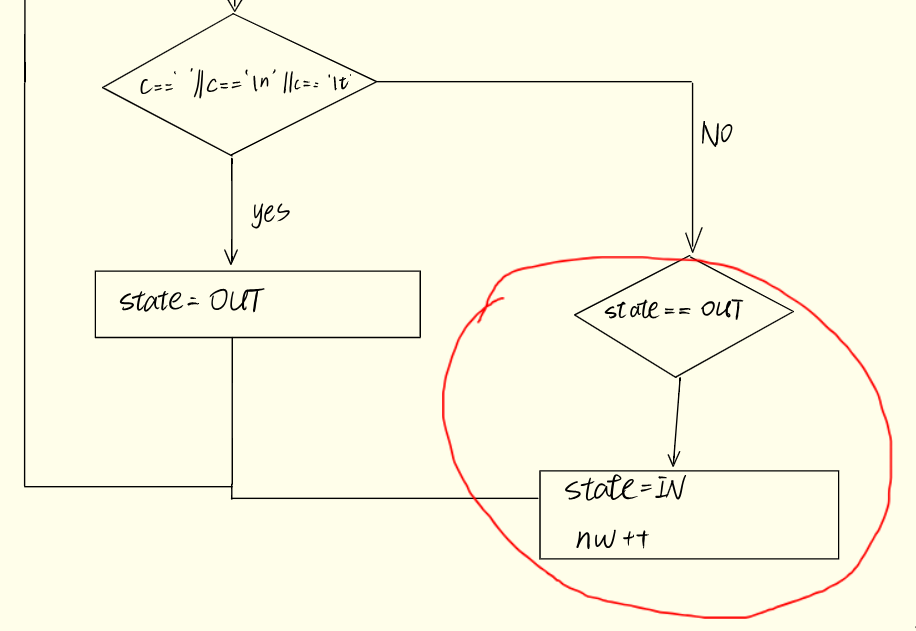 c==' '||c=='\n'||c=='\t'
NO
yes
state= OUT
state== OUT
state=IN
nw++